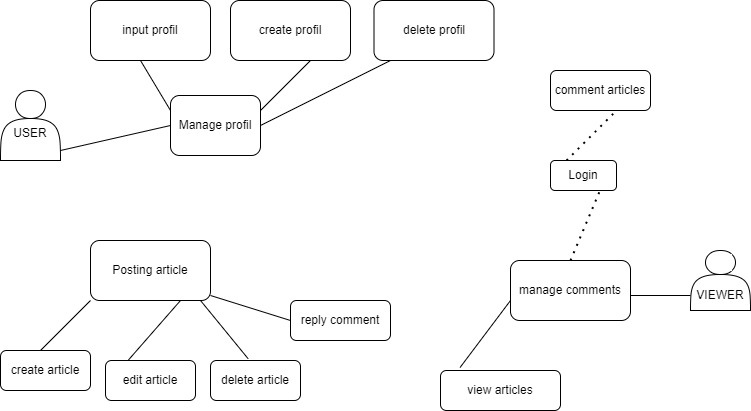 input profil
create profil
delete profil
Manage profil
USER
comment articles
Login
Posting article
manage comments
VIEWER
reply comment
create article
edit article
delete article
view articles